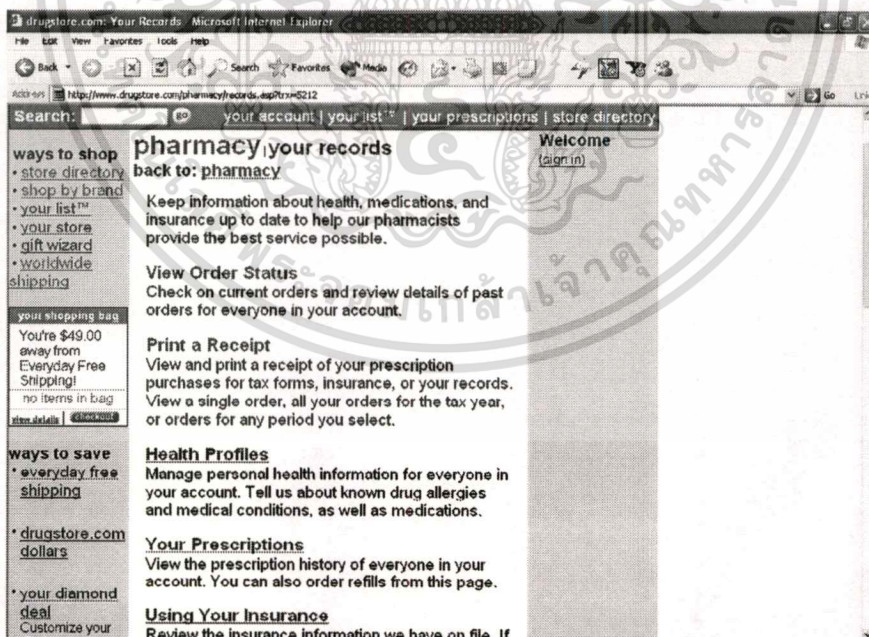 drugstore.com: Your Records - Microsoft Internet Explorer
File Edit View Favorites Tools Help
Back Search Favorites Media
Address http://www.drugstore.com/pharmacy/records.asp?trx=5212 Go
Search: go your account | your list™ | your prescriptions | store directory
ways to shop
• store directory
• shop by brand
• your list™
• your store
• gift wizard
• worldwide
shipping
your shopping bag
You're $49.00
away from
Everyday Free
Shipping!
no items in bag
view details checkout
ways to save
• everyday free
shipping
• drugstore.com
dollars
• your diamond
deal
Customize your
pharmacy | your records
back to: pharmacy
Keep information about health, medications, and
insurance up to date to help our pharmacists
provide the best service possible.
View Order Status
Check on current orders and review details of past
orders for everyone in your account.
Print a Receipt
View and print a receipt of your prescription
purchases for tax forms, insurance, or your records.
View a single order, all your orders for the tax year,
or orders for any period you select.
Health Profiles
Manage personal health information for everyone in
your account. Tell us about known drug allergies
and medical conditions, as well as medications.
Your Prescriptions
View the prescription history of everyone in your
account. You can also order refills from this page.
Using Your Insurance
Review the insurance information we have on file. If
Welcome
(sign in)